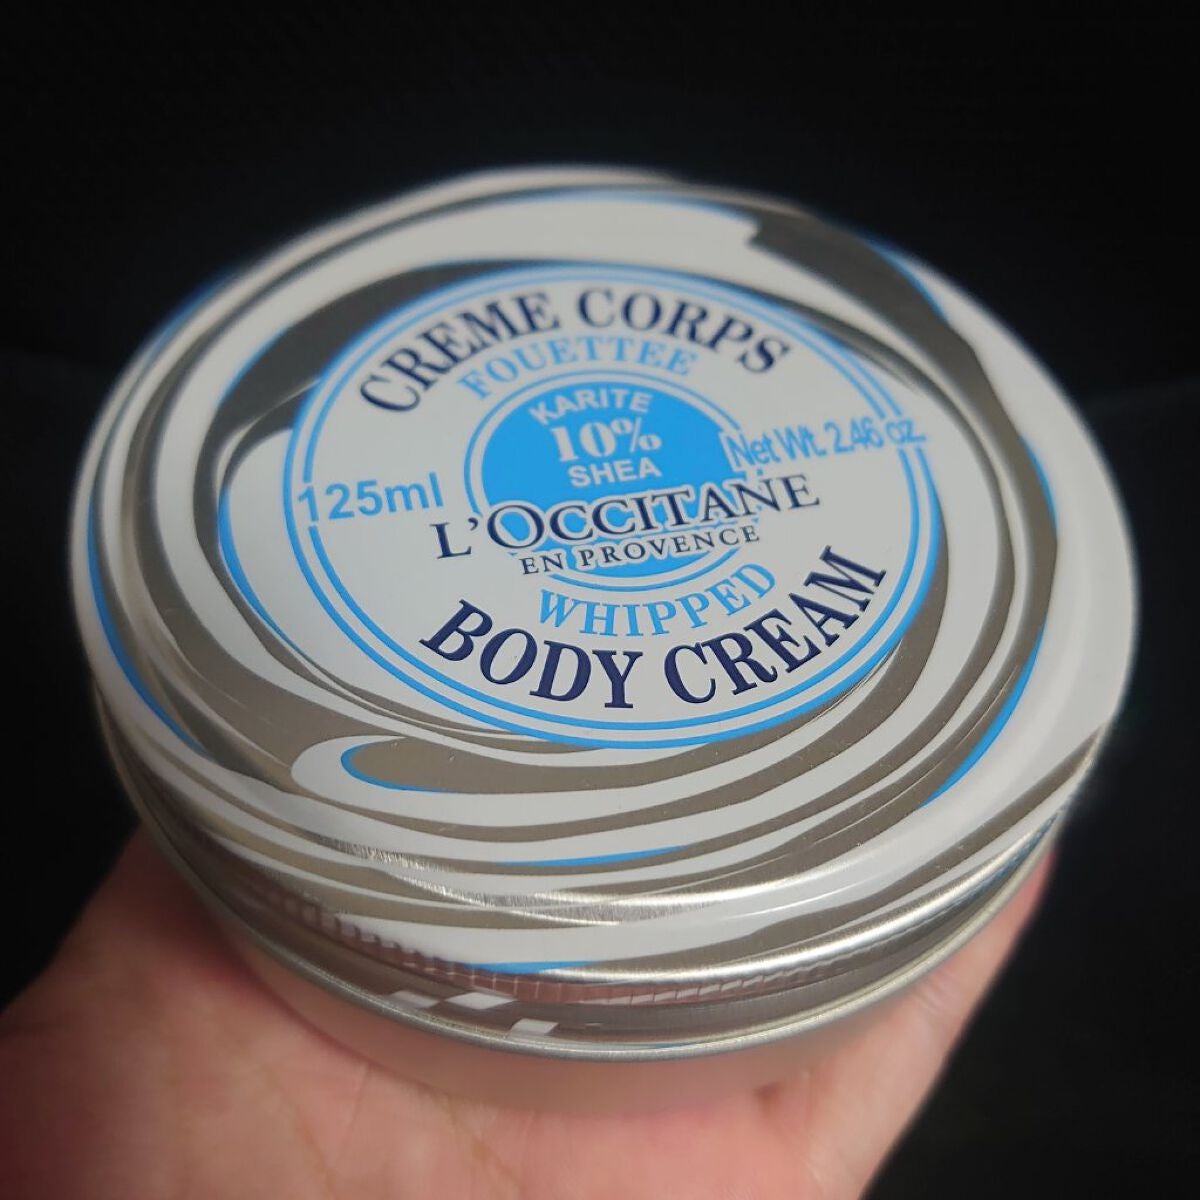 CREME CORPS
FOUETTEE
KARITE
10%
SHEA
125ml
Net Wt. 2.46 oz.
L'OCCITANE
EN PROVENCE
WHIPPED
BODY CREAM